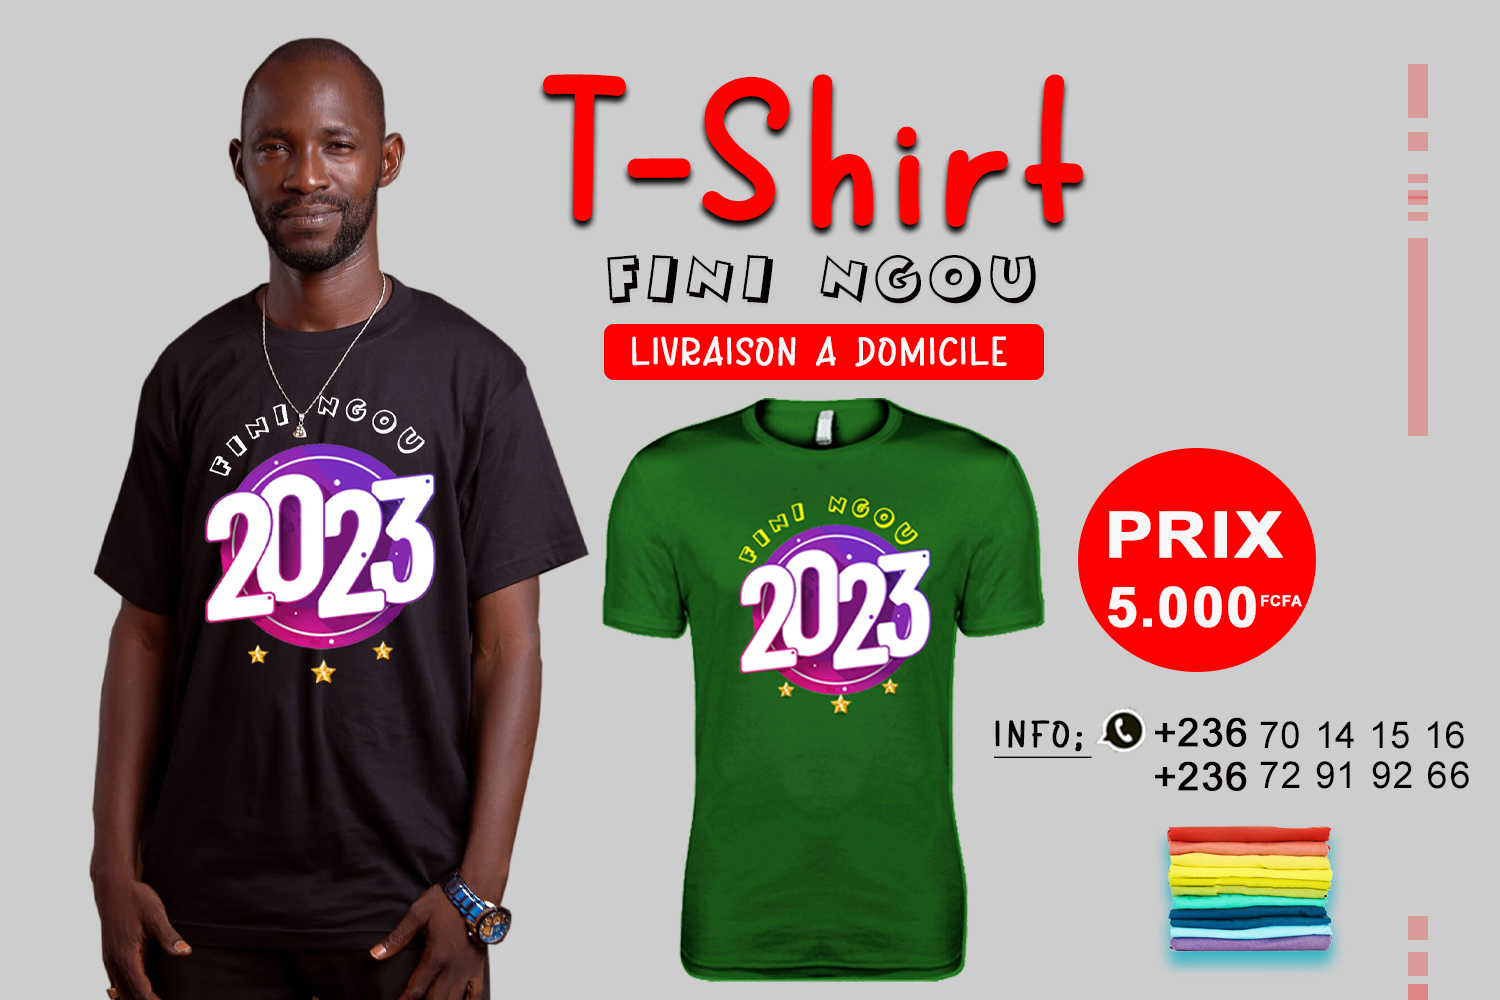 T-Shirt
FINI NGOU
LIVRAISON A DOMICILE
FINI NGOU
2023
FINI NGOU
2023
PRIX
5.000 FCFA
INFO; +236 70 14 15 16
+236 72 91 92 66